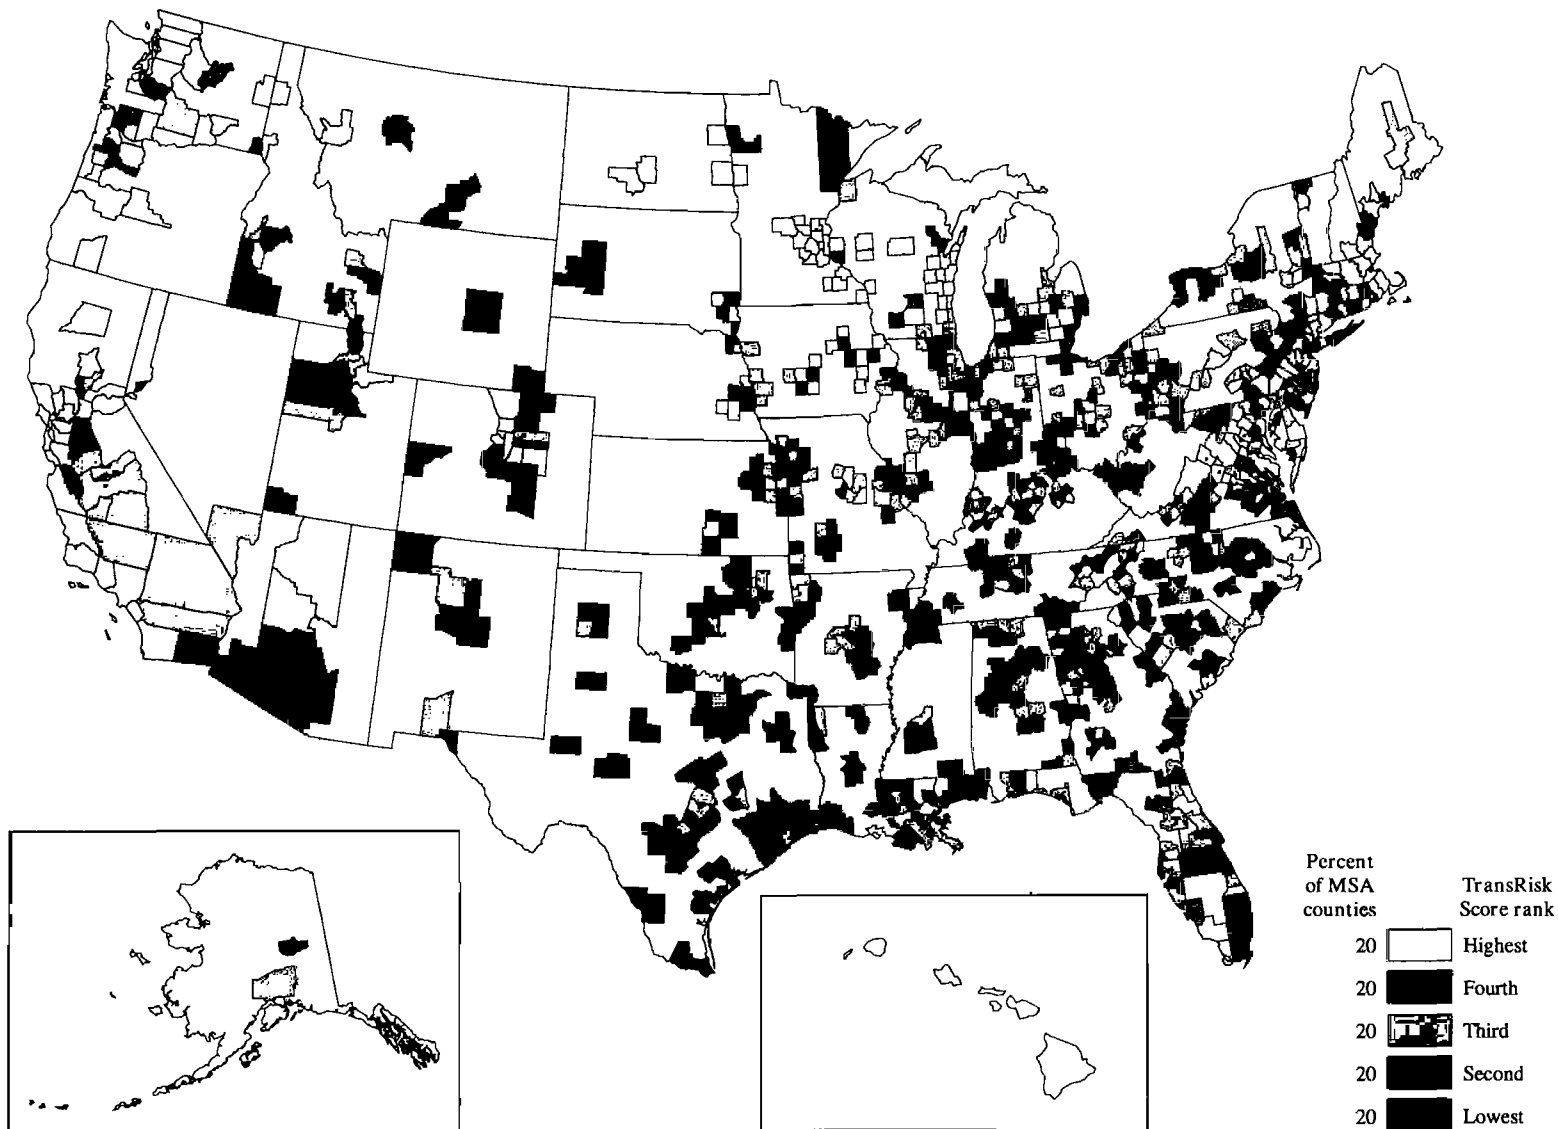 Percent
of MSA TransRisk
counties Score rank
20 Highest
20 Fourth
20 Third
20 Second
20 Lowest